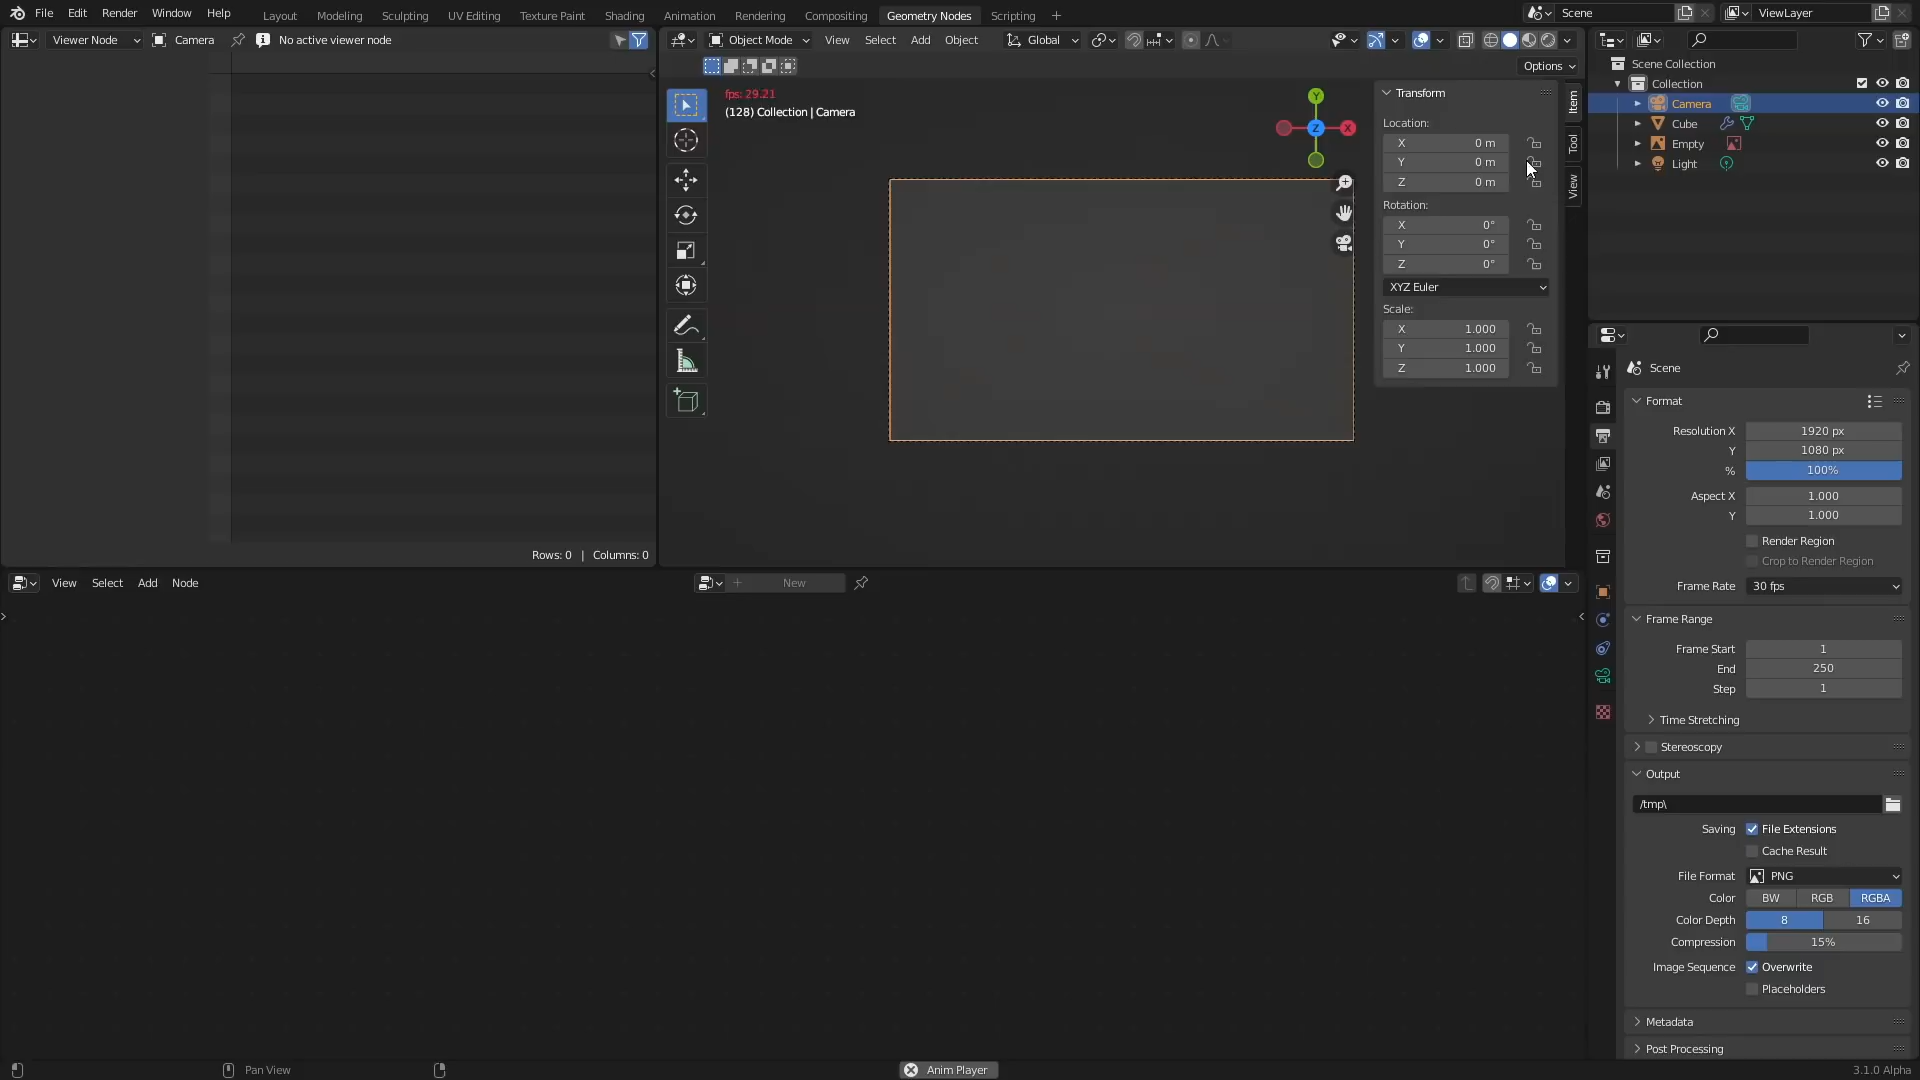 File Edit Render Window Help Layout Modeling Sculpting UV Editing Texture Paint Shading Animation Rendering Compositing Geometry Nodes Scripting + Scene ViewLayer
Viewer Node Camera No active viewer node
Object Mode View Select Add Object Global
Options
fps: 29.21
(128) Collection | Camera
Y
Z X
Transform
Location:
X 0 m
Y 0 m
Z 0 m
Rotation:
X 0°
Y 0°
Z 0°
XYZ Euler
Scale:
X 1.000
Y 1.000
Z 1.000
Item
Tool
View
Rows: 0 | Columns: 0
View Select Add Node + New
Scene Collection
Collection
Camera
Cube
Empty
Light
Scene
Format
Resolution X 1920 px
Y 1080 px
% 100%
Aspect X 1.000
Y 1.000
Render Region
Crop to Render Region
Frame Rate 30 fps
Frame Range
Frame Start 1
End 250
Step 1
Time Stretching
Stereoscopy
Output
/tmp\
Saving File Extensions
Cache Result
File Format PNG
Color BW RGB RGBA
Color Depth 8 16
Compression 15%
Image Sequence Overwrite
Placeholders
Metadata
Post Processing
Pan View Anim Player 3.1.0 Alpha